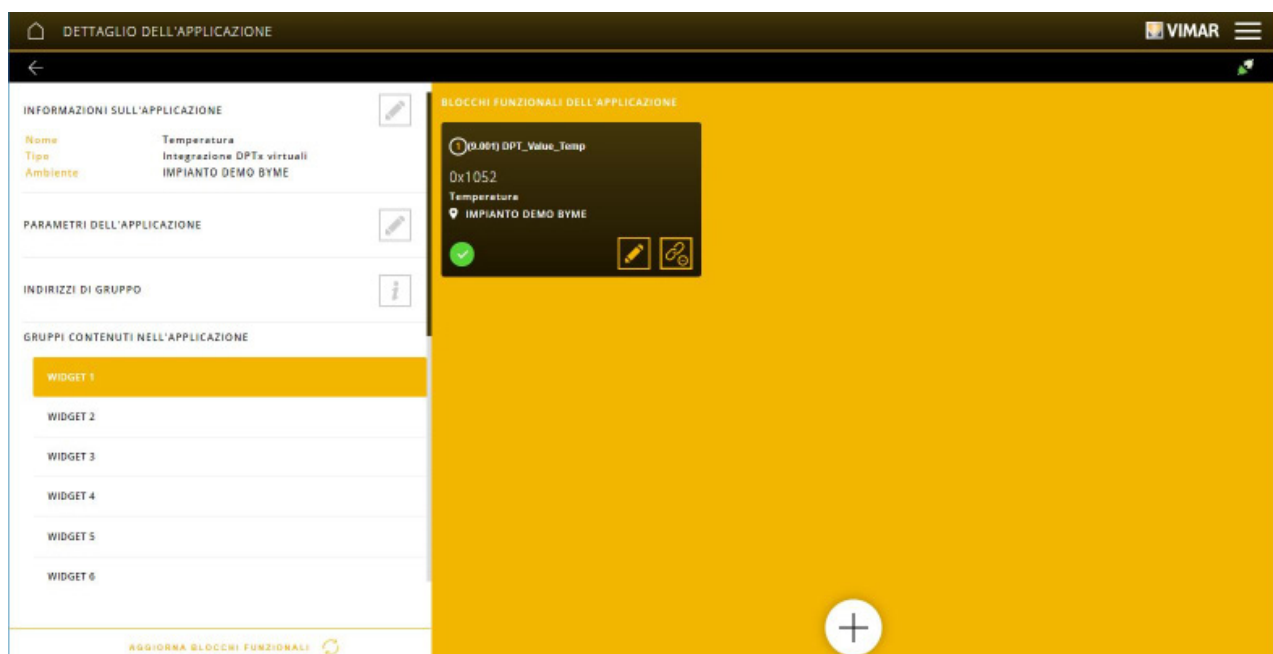 DETTAGLIO DELL'APPLICAZIONE
VIMAR
INFORMAZIONI SULL'APPLICAZIONE
Nome Temperatura
Tipo Integrazione DPTx virtuali
Ambiente IMPIANTO DEMO BYME
PARAMETRI DELL'APPLICAZIONE
INDIRIZZI DI GRUPPO
i
GRUPPI CONTENUTI NELL'APPLICAZIONE
WIDGET 1
WIDGET 2
WIDGET 3
WIDGET 4
WIDGET 5
WIDGET 6
AGGIORNA BLOCCHI FUNZIONALI
BLOCCHI FUNZIONALI DELL'APPLICAZIONE
1 (9.001) DPT_Value_Temp
0x1052
Temperatura
IMPIANTO DEMO BYME